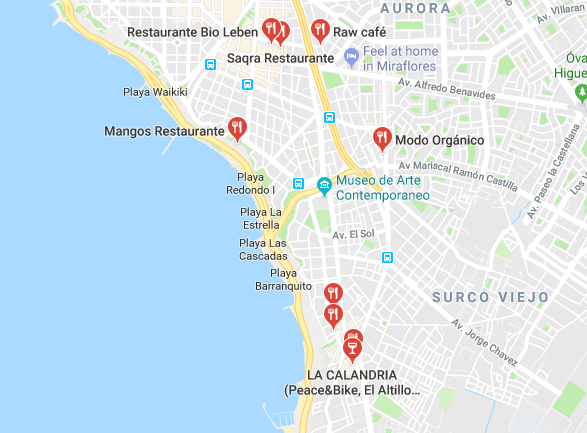 AURORA
Av. Villaran
Restaurante Bio Leben
Raw café
Saqra Restaurante
Feel at home
in Miraflores
Óva
Higue
Playa Waikiki
Av. Alfredo Benavides
Mangos Restaurante
Modo Orgánico
Av. Paseo la Castellana
Av Mariscal Ramón Castilla
Los
Playa
Redondo I
Museo de Arte
Contemporaneo
Playa La
Estrella
Av. El Sol
Playa Las
Cascadas
Playa
Barranquito
SURCO VIEJO
Av. Jorge Chavez
LA CALANDRIA
(Peace&Bike, El Altillo...